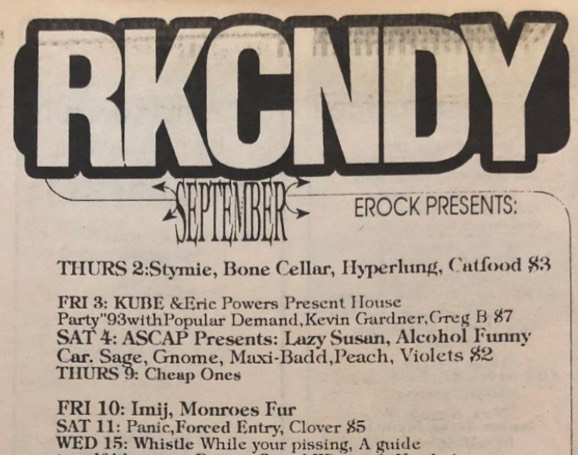 RKCNDY
SEPTEMBER
EROCK PRESENTS:
THURS 2:Stymie, Bone Cellar, Hyperlung, Catfood $3
FRI 3: KUBE &Eric Powers Present House
Party"93withPopular Demand,Kevin Gardner,Greg B $7
SAT 4: ASCAP Presents: Lazy Susan, Alcohol Funny
Car. Sage, Gnome, Maxi-Badd,Peach, Violets $2
THURS 9: Cheap Ones
FRI 10: Imij, Monroes Fur
SAT 11: Panic,Forced Entry, Clover $5
WED 15: Whistle While your pissing, A guide